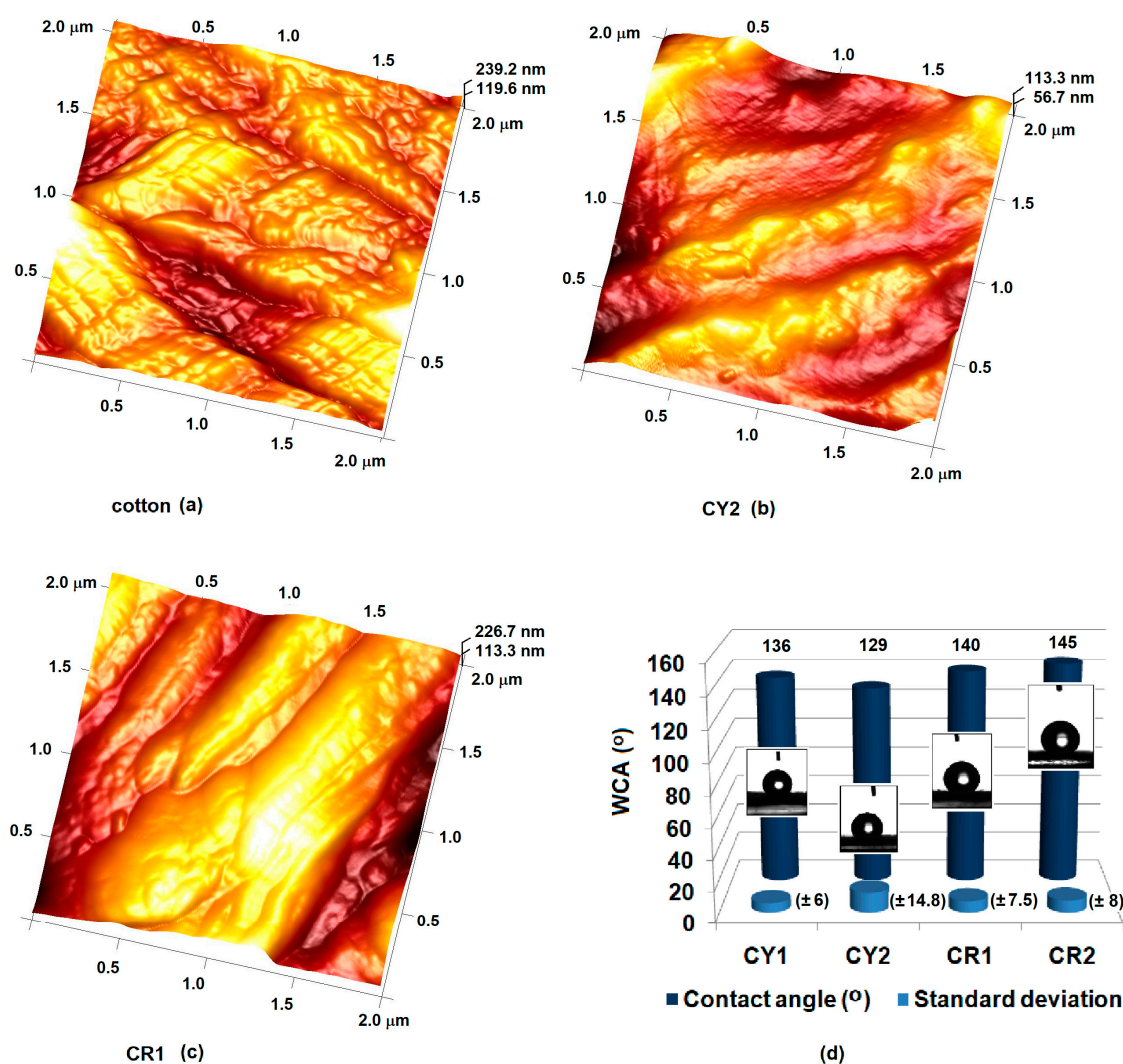 0.5
1.0
1.5
2.0 μm
239.2 nm
119.6 nm
2.0 μm
1.5
1.5
1.0
1.0
0.5
0.5
0.5
1.0
1.5
2.0 μm
cotton (a)
0.5
1.0
1.5
2.0 μm
113.3 nm
56.7 nm
2.0 μm
1.5
1.5
1.0
1.0
0.5
0.5
0.5
1.0
1.5
2.0 μm
CY2 (b)
0.5
1.0
1.5
2.0 μm
226.7 nm
113.3 nm
2.0 μm
1.5
1.5
1.0
1.0
0.5
0.5
0.5
1.0
1.5
2.0 μm
CR1 (c)
136 129 140 145
160
140
120
100
80
60
40
20
0
WCA (º)
(± 6) (±14.8) (±7.5) (± 8)
CY1 CY2 CR1 CR2
Contact angle (º) Standard deviation
(d)